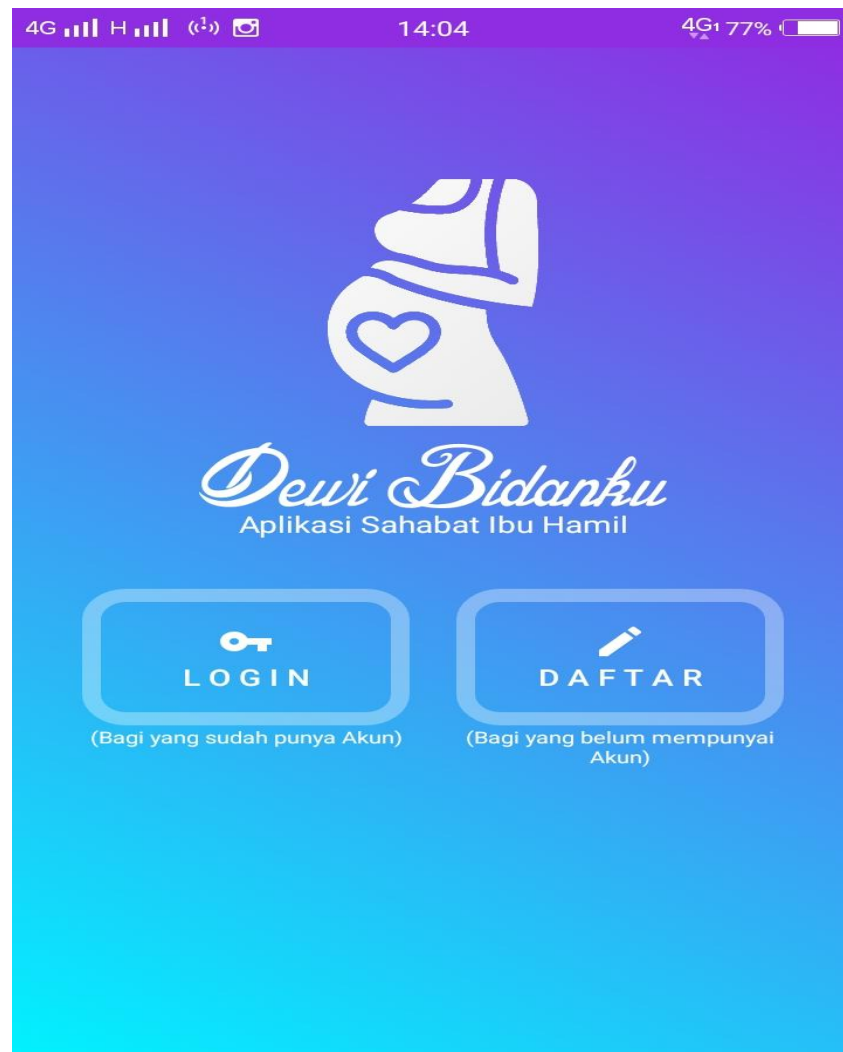 4G H 14:04 4G1 77%
Dewi Bidanku
Aplikasi Sahabat Ibu Hamil
LOGIN DAFTAR
(Bagi yang sudah punya Akun) (Bagi yang belum mempunyai
Akun)